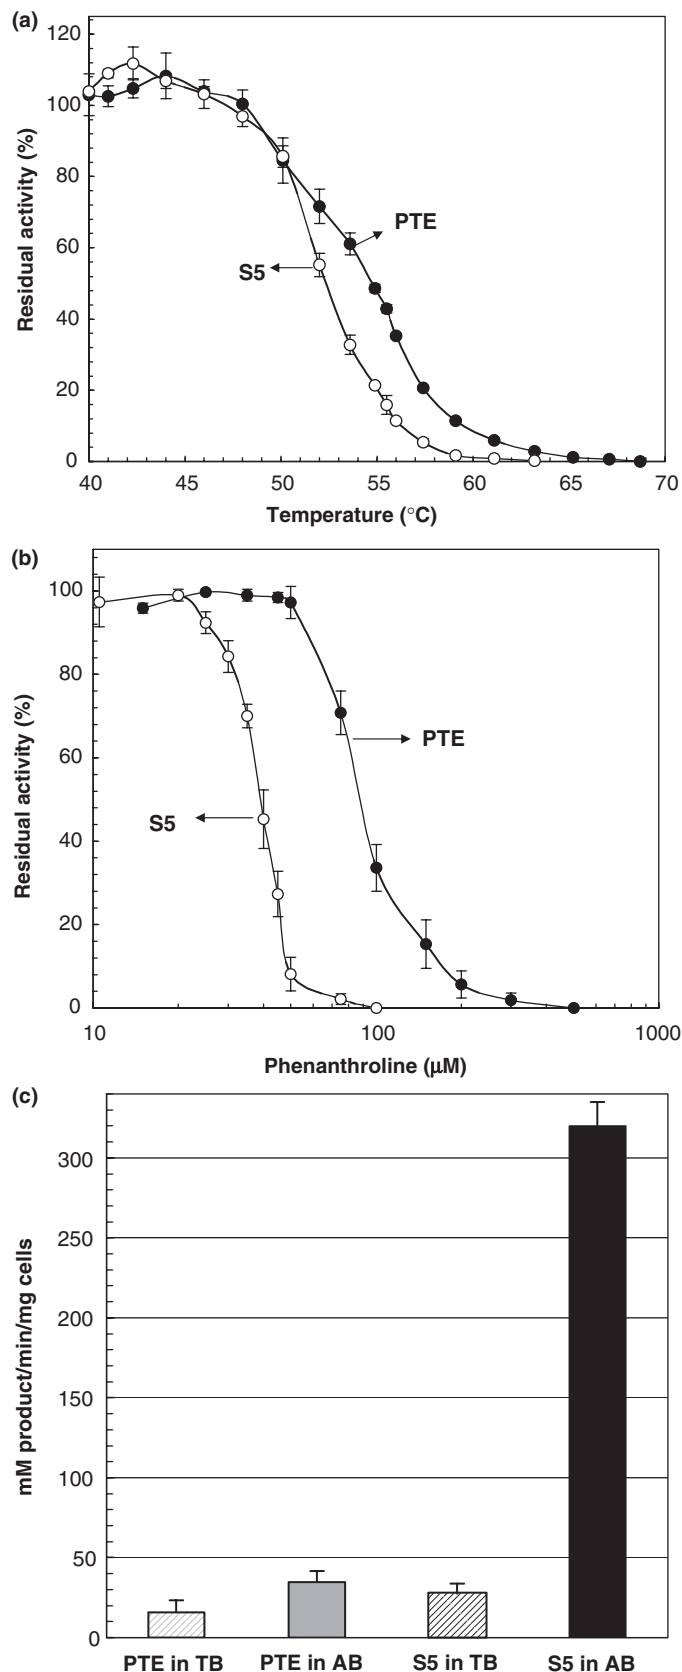 (a)
120
100
80
60
40
20
0
Residual activity (%)
PTE
S5
40 45 50 55 60 65 70
Temperature (°C)
(b)
100
80
60
40
20
0
Residual activity (%)
PTE
S5
10 100 1000
Phenanthroline (μM)
(c)
300
250
200
150
100
50
0
mM product/min/mg cells
PTE in TB PTE in AB S5 in TB S5 in AB